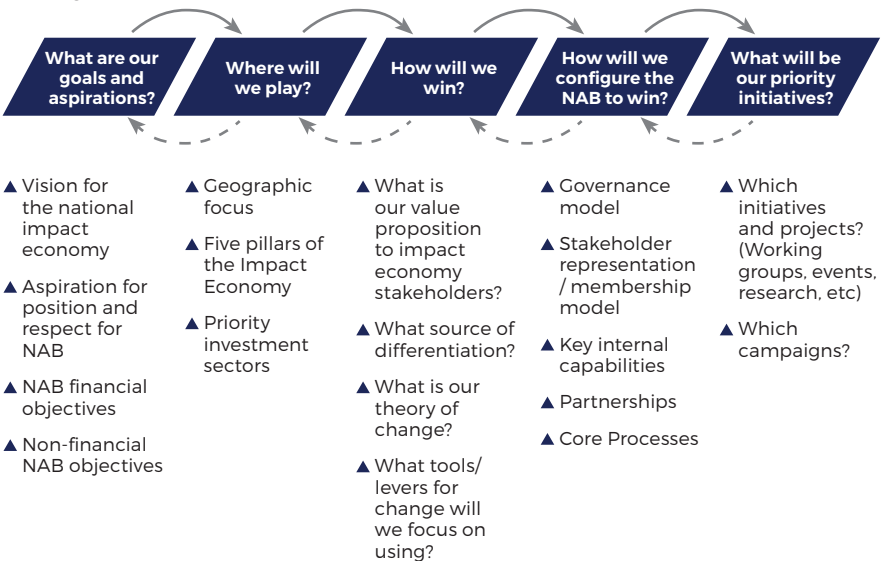 What are our
goals and
aspirations?
Where will
we play?
How will we
win?
How will we
configure the
NAB to win?
What will be
our priority
initiatives?
▲ Vision for
the national
impact
economy
▲ Aspiration for
position and
respect for
NAB
▲ NAB financial
objectives
▲ Non-financial
NAB objectives
▲ Geographic
focus
▲ Five pillars of
the Impact
Economy
▲ Priority
investment
sectors
▲ What is
our value
proposition
to impact
economy
stakeholders?
▲ What source of
differentiation?
▲ What is our
theory of
change?
▲ What tools/
levers for
change will
we focus on
using?
▲ Governance
model
▲ Stakeholder
representation
/ membership
model
▲ Key internal
capabilities
▲ Partnerships
▲ Core Processes
▲ Which
initiatives
and projects?
(Working
groups, events,
research, etc)
▲ Which
campaigns?